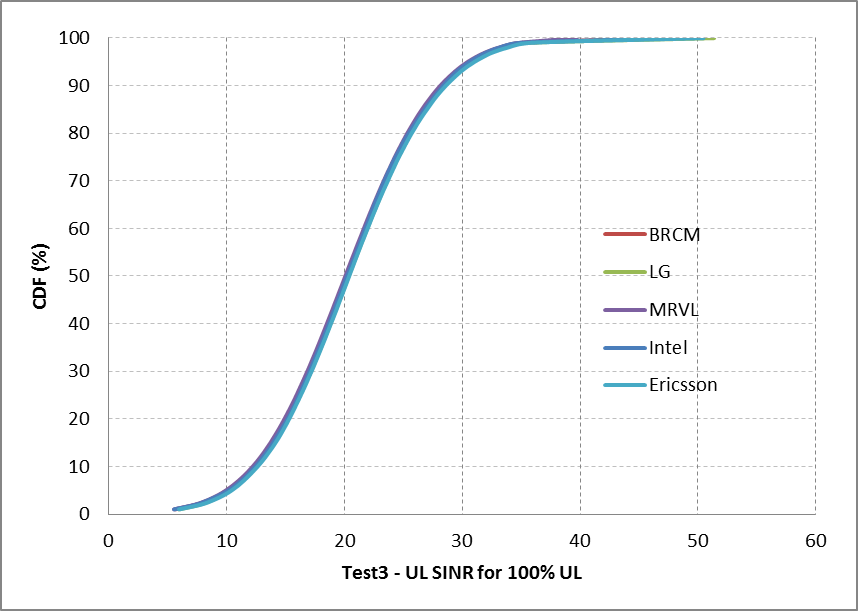 100
90
80
70
60
50
40
30
20
10
0
CDF (%)
BRCM
LG
MRVL
Intel
Ericsson
0 10 20 30 40 50 60
Test3 - UL SINR for 100% UL